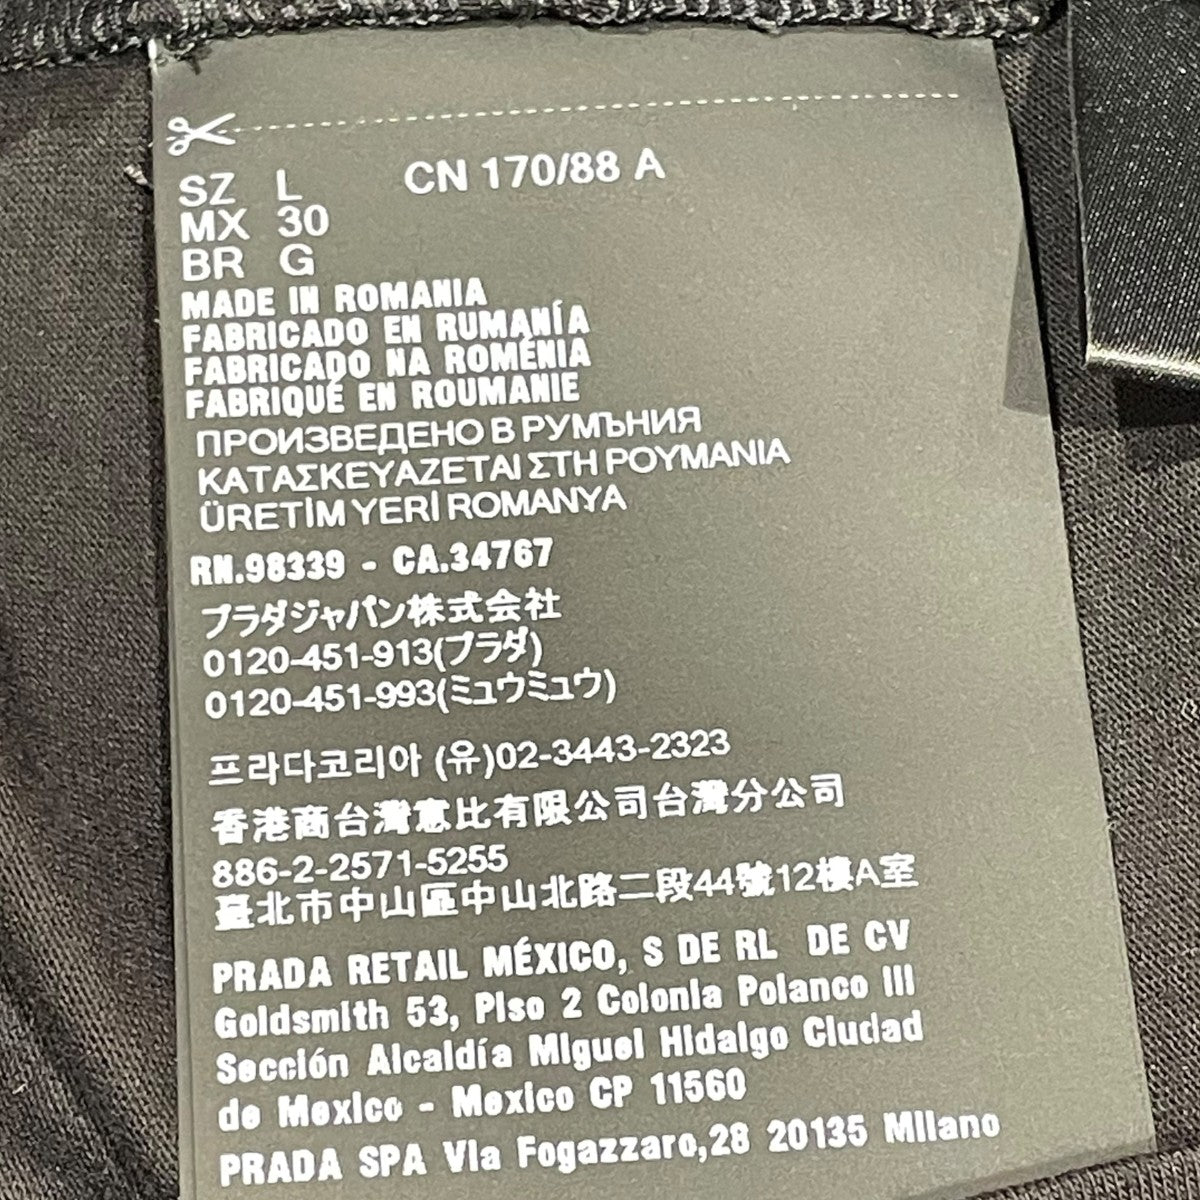 SZ L CN 170/88 A
MX 30
BR G
MADE IN ROMANIA
FABRICADO EN RUMANÍA
FABRICADO NA ROMÉNIA
FABRIQUÉ EN ROUMANIE
ПРОИЗВЕДЕНО В РУМЪНИЯ
ΚΑΤΑΣΚΕΥΑΖΕΤΑΙ ΣΤΗ ΡΟΥΜΑΝΙΑ
ÜRETİM YERİ ROMANYA
RN.98339 - CA.34767
プラダジャパン株式会社
0120-451-913(プラダ)
0120-451-993(ミュウミュウ)
프라다코리아 (유)02-3443-2323
香港商台灣意比有限公司台灣分公司
886-2-2571-5255
臺北市中山區中山北路二段44號12樓A室
PRADA RETAIL MÉXICO, S DE RL DE CV
Goldsmith 53, Piso 2 Colonia Polanco III
Sección Alcaldía Miguel Hidalgo Ciudad
de Mexico - Mexico CP 11560
PRADA SPA Via Fogazzaro,28 20135 Milano